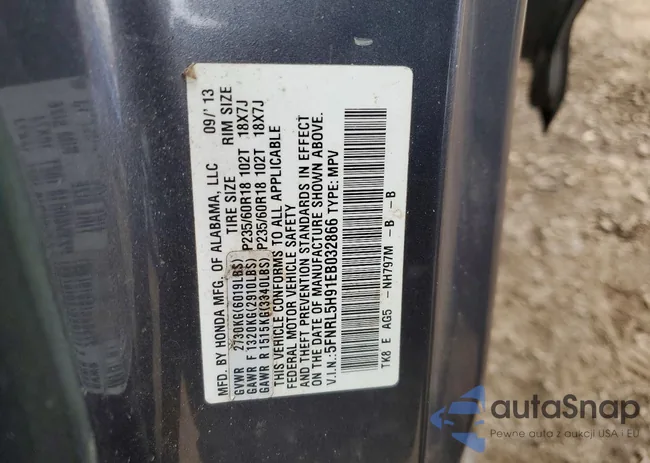 MFD. BY HONDA MFG. OF ALABAMA, LLC 09/'13
TIRE SIZE RIM SIZE
GVWR 2730KG(6019LBS)
GAWR F 1320KG(2910LBS) P235/60R18 102T 18X7J
GAWR R 1515KG(3340LBS) P235/60R18 102T 18X7J
THIS VEHICLE CONFORMS TO ALL APPLICABLE
FEDERAL MOTOR VEHICLE SAFETY
AND THEFT PREVENTION STANDARDS IN EFFECT
ON THE DATE OF MANUFACTURE SHOWN ABOVE.
V.I.N.: 5FNRL5H91EB032866 TYPE: MPV
TK8 E AG5 -NH797M -B -B
autaSnap
Pewne auta z aukcji USA i EU